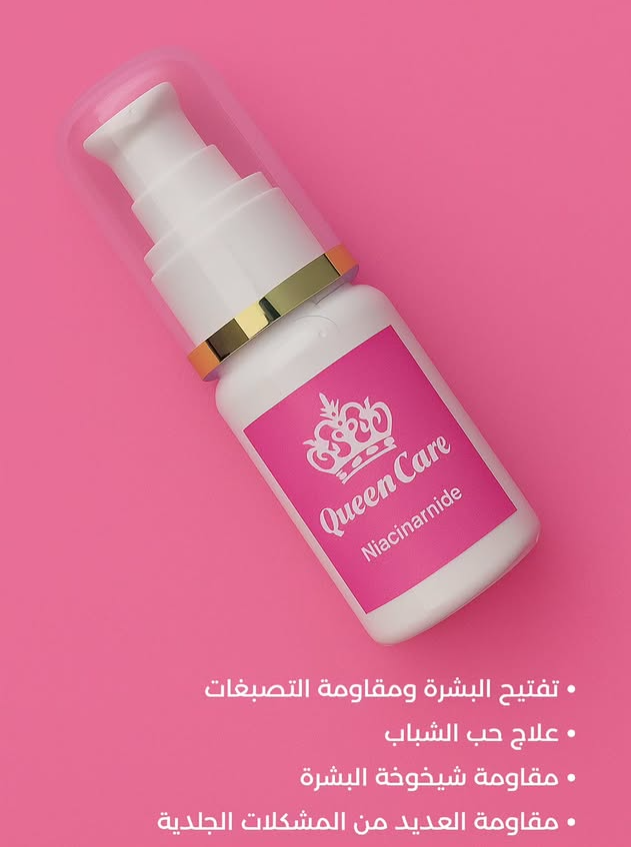 Queen Care
Niacinarnide
• تفتيح البشرة ومقاومة التصبغات
• علاج حب الشباب
• مقاومة شيخوخة البشرة
• مقاومة العديد من المشكلات الجلدية